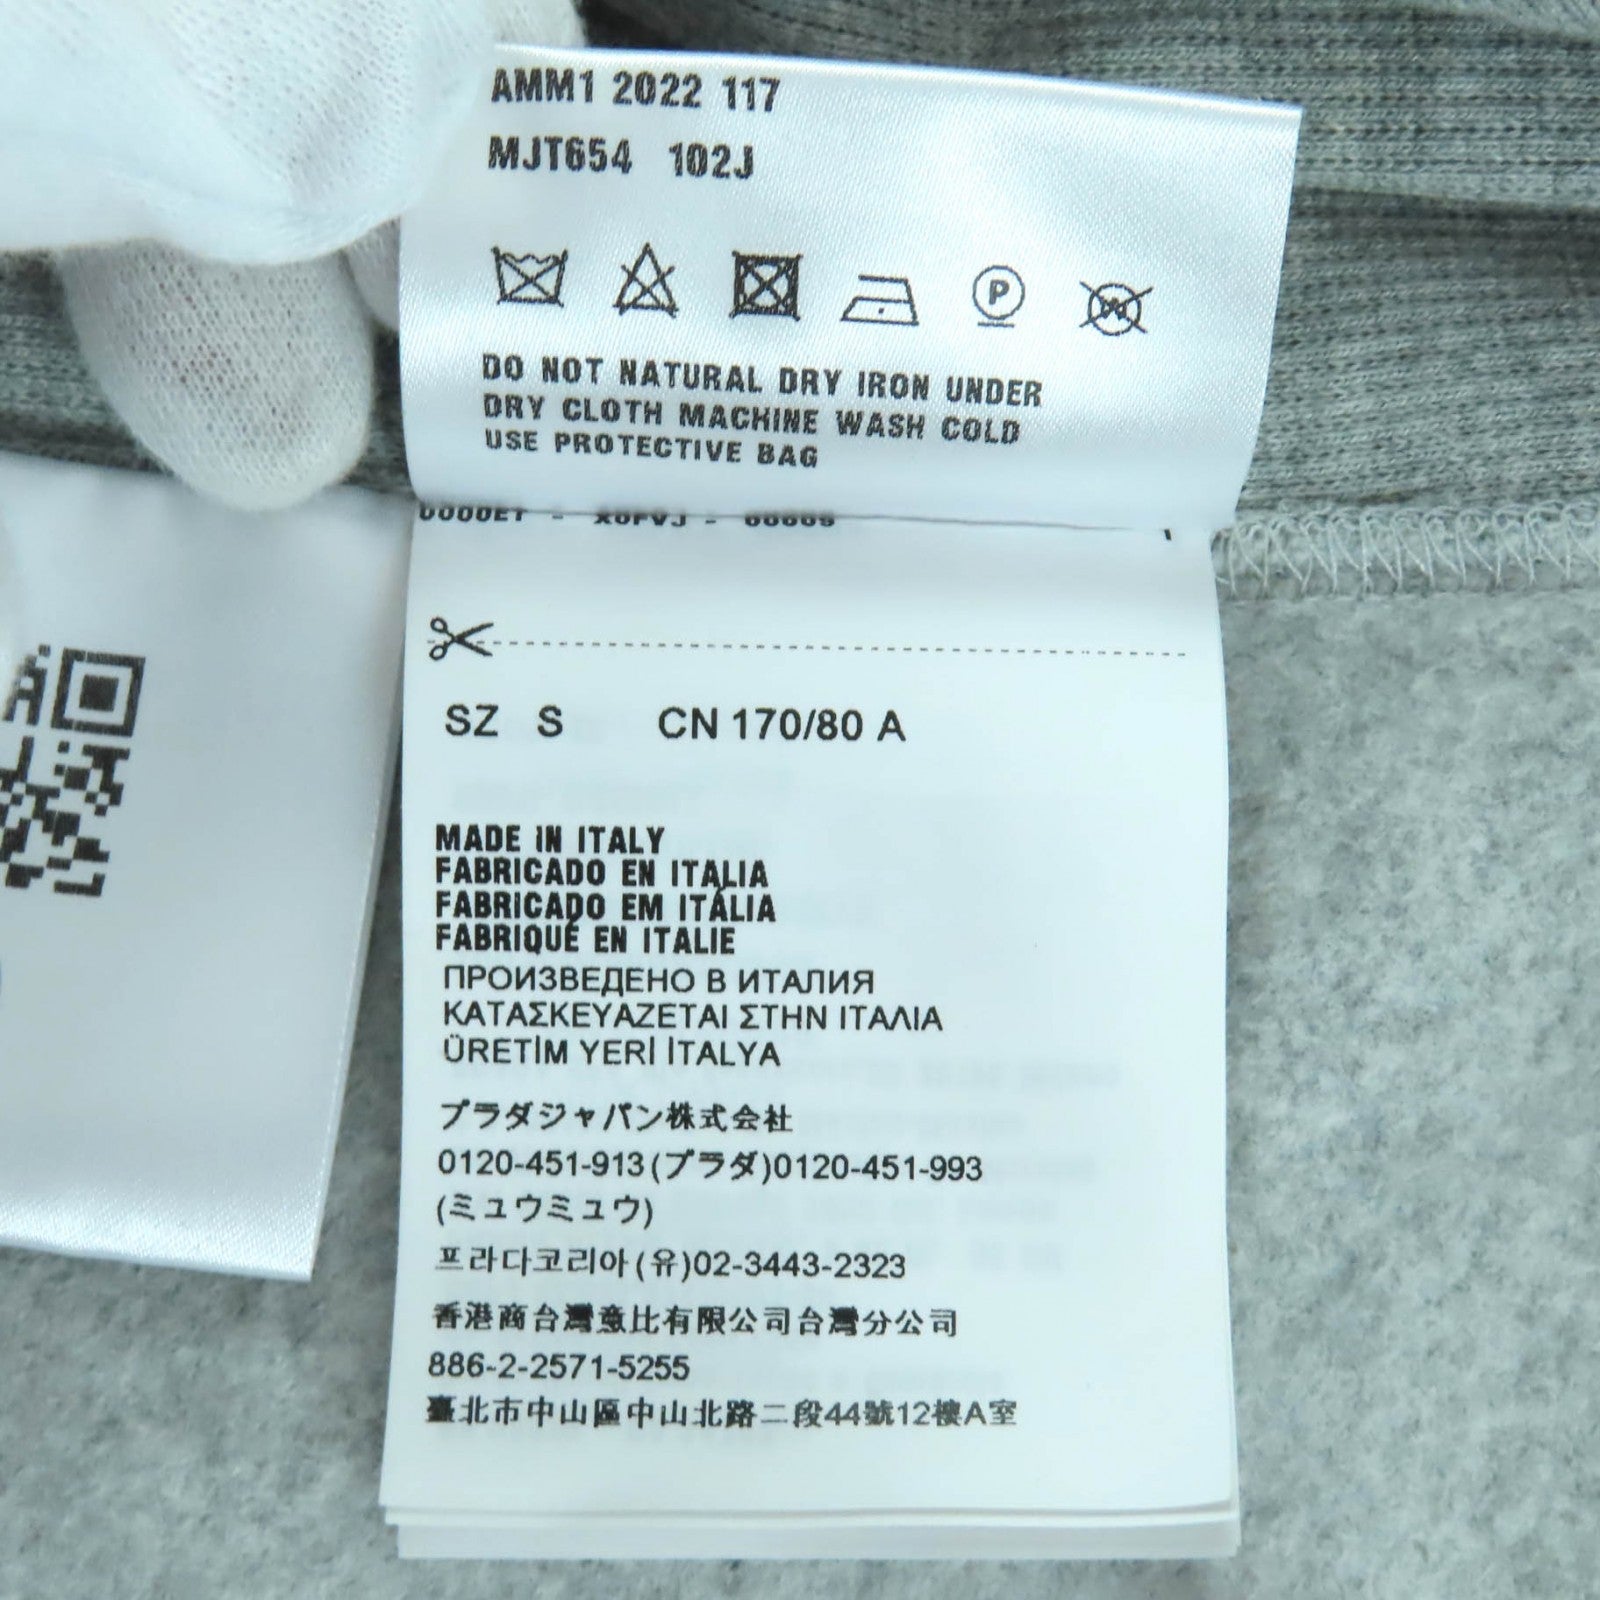 AMM1 2022 117
MJT654 102J
P
W
DO NOT NATURAL DRY IRON UNDER
DRY CLOTH MACHINE WASH COLD
USE PROTECTIVE BAG
SZ S CN 170/80 A
MADE IN ITALY
FABRICADO EN ITALIA
FABRICADO EM ITÁLIA
FABRIQUÉ EN ITALIE
ПРОИЗВЕДЕНО В ИТАЛИЯ
ΚΑΤΑΣΚΕΥΑΖΕΤΑΙ ΣΤΗΝ ΙΤΑΛΙΑ
ÜRETİM YERİ İTALYA
プラダジャパン株式会社
0120-451-913(プラダ)0120-451-993
(ミュウミュウ)
프라다코리아(유)02-3443-2323
香港商台灣意比有限公司台灣分公司
886-2-2571-5255
臺北市中山區中山北路二段44號12樓A室